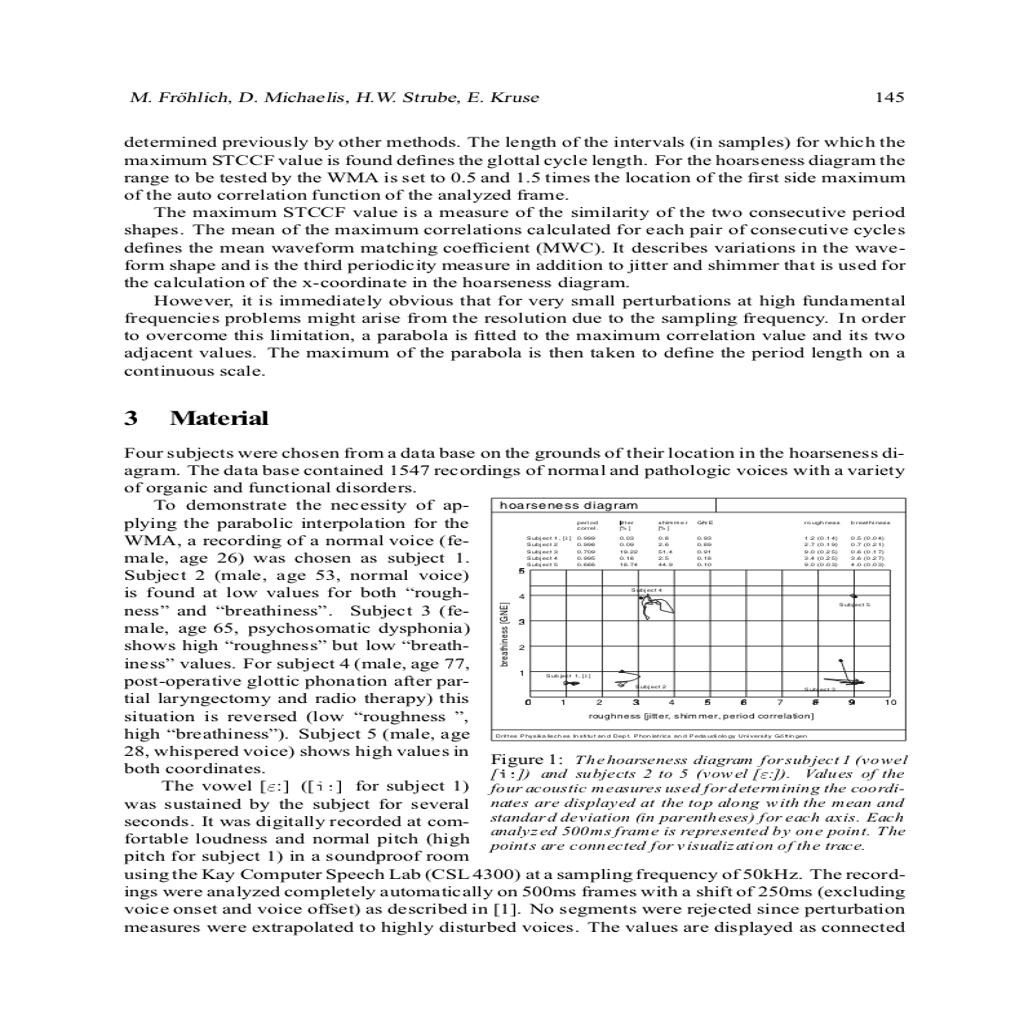 M. Fröhlich, D. Michaelis, H.W. Strube, E. Kruse 145
determined previously by other methods. The length of the intervals (in samples) for which the
maximum STCCF value is found defines the glottal cycle length. For the hoarseness diagram the
range to be tested by the WMA is set to 0.5 and 1.5 times the location of the first side maximum
of the auto correlation function of the analyzed frame.
The maximum STCCF value is a measure of the similarity of the two consecutive period
shapes. The mean of the maximum correlations calculated for each pair of consecutive cycles
defines the mean waveform matching coefficient (MWC). It describes variations in the wave-
form shape and is the third periodicity measure in addition to jitter and shimmer that is used for
the calculation of the x-coordinate in the hoarseness diagram.
However, it is immediately obvious that for very small perturbations at high fundamental
frequencies problems might arise from the resolution due to the sampling frequency. In order
to overcome this limitation, a parabola is fitted to the maximum correlation value and its two
adjacent values. The maximum of the parabola is then taken to define the period length on a
continuous scale.
3 Material
Four subjects were chosen from a data base on the grounds of their location in the hoarseness di-
agram. The data base contained 1547 recordings of normal and pathologic voices with a variety
of organic and functional disorders.
To demonstrate the necessity of ap-
plying the parabolic interpolation for the
WMA, a recording of a normal voice (fe-
male, age 26) was chosen as subject 1.
Subject 2 (male, age 53, normal voice)
is found at low values for both “rough-
ness” and “breathiness”. Subject 3 (fe-
male, age 65, psychosomatic dysphonia)
shows high “roughness” but low “breath-
iness” values. For subject 4 (male, age 77,
post-operative glottic phonation after par-
tial laryngectomy and radio therapy) this
situation is reversed (low “roughness ”,
high “breathiness”). Subject 5 (male, age
28, whispered voice) shows high values in
both coordinates.
The vowel [ɛ:] ([i:] for subject 1)
was sustained by the subject for several
seconds. It was digitally recorded at com-
fortable loudness and normal pitch (high
pitch for subject 1) in a soundproof room
hoarseness diagram
period jitter shimmer GNE roughness breathiness
correl. [%] [%]
Subject 1, [i] 0.999 0.03 0.8 0.93 1.2 (0.14) 0.5 (0.04)
Subject 2 0.996 0.09 2.6 0.89 2.7 (0.19) 0.7 (0.21)
Subject 3 0.709 19.22 51.4 0.91 9.0 (0.25) 0.6 (0.17)
Subject 4 0.995 0.16 2.5 0.16 3.4 (0.25) 3.6 (0.27)
Subject 5 0.666 16.74 44.9 0.10 9.0 (0.03) 4.0 (0.03)
5
4
3
2
1
breathiness [GNE]
Subject 4
Subject 5
Subject 1, [i]
Subject 2
Subject 3
0 1 2 3 4 5 6 7 8 9 10
roughness [jitter, shimmer, period correlation]
Drittes Physikalisches Institut and Dept. Phoniatrics and Pedaudiology University Göttingen
Figure 1: The hoarseness diagram for subject 1 (vowel
[i:]) and subjects 2 to 5 (vowel [ɛ:]). Values of the
four acoustic measures used for determining the coordi-
nates are displayed at the top along with the mean and
standard deviation (in parentheses) for each axis. Each
analyzed 500ms frame is represented by one point. The
points are connected for visualization of the trace.
using the Kay Computer Speech Lab (CSL 4300) at a sampling frequency of 50kHz. The record-
ings were analyzed completely automatically on 500ms frames with a shift of 250ms (excluding
voice onset and voice offset) as described in [1]. No segments were rejected since perturbation
measures were extrapolated to highly disturbed voices. The values are displayed as connected